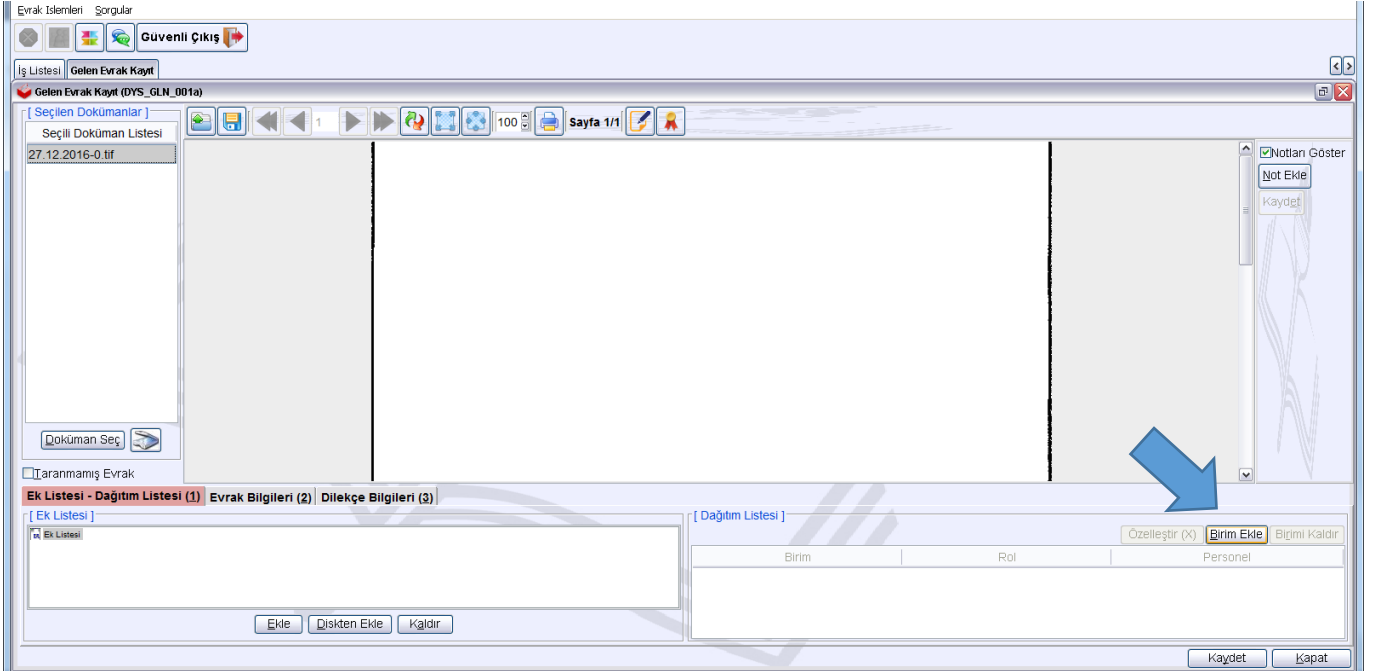 Evrak Islemleri Sorgular
Güvenli Çıkış
İş Listesi Gelen Evrak Kayıt
Gelen Evrak Kayıt (DYS_GLN_001a)
[ Seçilen Dokümanlar ]
Seçili Doküman Listesi
27.12.2016-0.tif
1 100 Sayfa 1/1
Notları Göster
Not Ekle
Kaydet
Doküman Seç
Taranmamış Evrak
Ek Listesi - Dağıtım Listesi (1) Evrak Bilgileri (2) Dilekçe Bilgileri (3)
[ Ek Listesi ]
Ek Listesi
Ekle Diskten Ekle Kaldır
[ Dağıtım Listesi ]
Özelleştir (X) Birim Ekle Birimi Kaldır
Birim Rol Personel
Kaydet Kapat